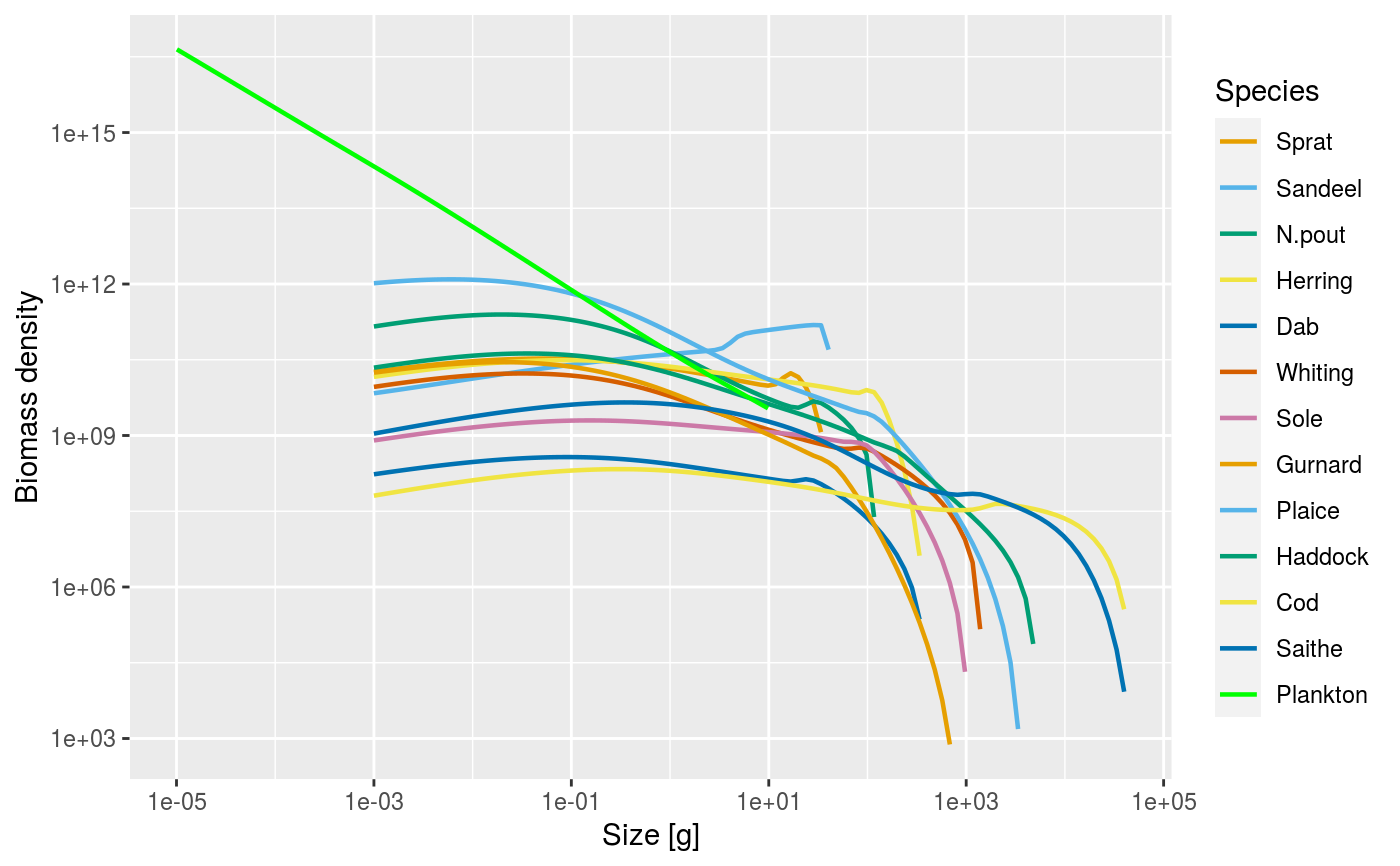 Biomass density
1e+15
1e+12
1e+09
1e+06
1e+03
1e-05
1e-03
1e-01
1e+01
1e+03
1e+05
Size [g]
Species
Sprat
Sandeel
N.pout
Herring
Dab
Whiting
Sole
Gurnard
Plaice
Haddock
Cod
Saithe
Plankton